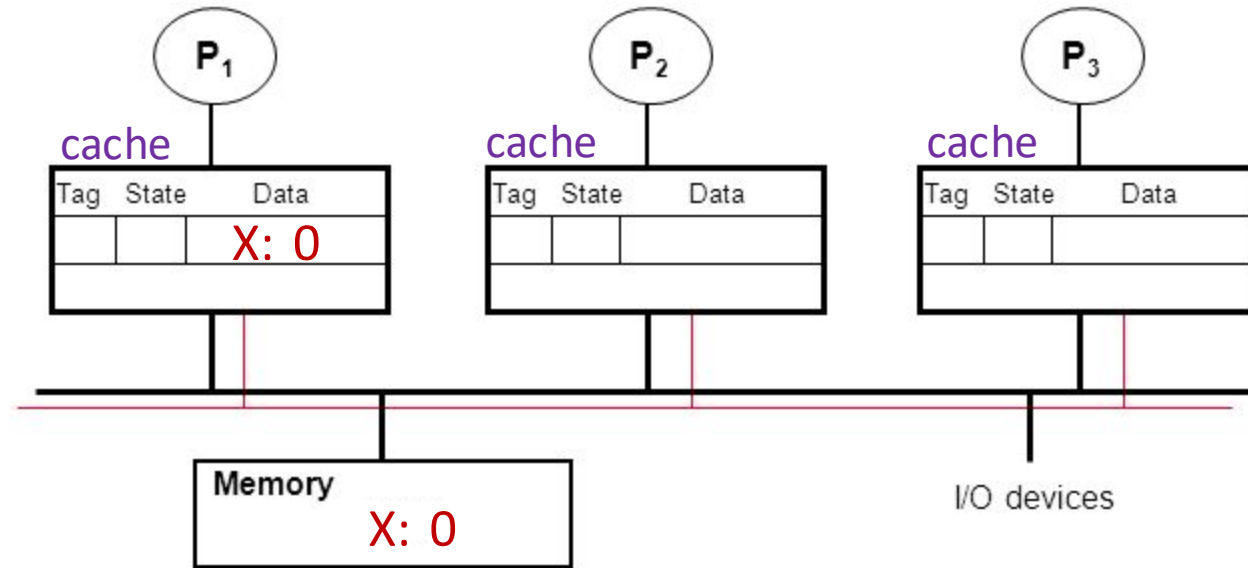 P1 P2 P3
cache cache cache
Tag State Data Tag State Data Tag State Data
X: 0
Memory
I/O devices
X: 0